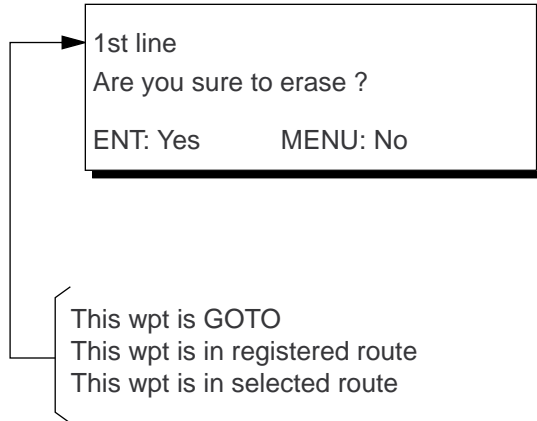 1st line
Are you sure to erase ?
ENT: Yes MENU: No
This wpt is GOTO
This wpt is in registered route
This wpt is in selected route